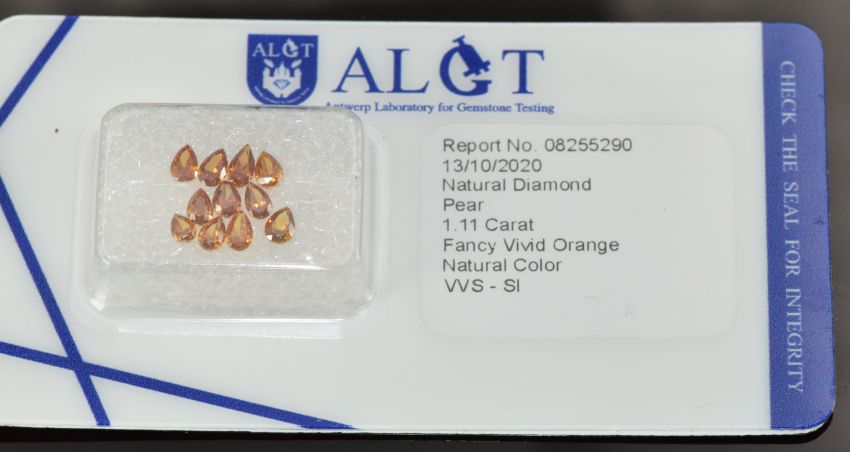 ALGT
ALGT
Antwerp Laboratory for Gemstone Testing
Report No. 08255290
13/10/2020
Natural Diamond
Pear
1.11 Carat
Fancy Vivid Orange
Natural Color
VVS - SI
CHECK THE SEAL FOR INTEGRITY